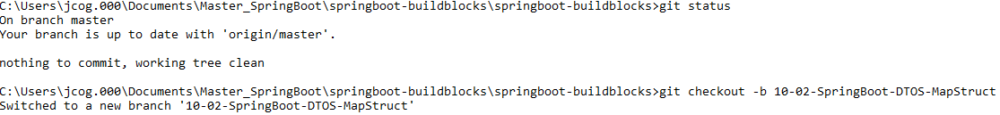 C:\Users\jcog.000\Documents\Master_SpringBoot\springboot-buildblocks\springboot-buildblocks>git status
On branch master
Your branch is up to date with 'origin/master'.
nothing to commit, working tree clean
C:\Users\jcog.000\Documents\Master_SpringBoot\springboot-buildblocks\springboot-buildblocks>git checkout -b 10-02-SpringBoot-DTOS-MapStruct
Switched to a new branch '10-02-SpringBoot-DTOS-MapStruct'